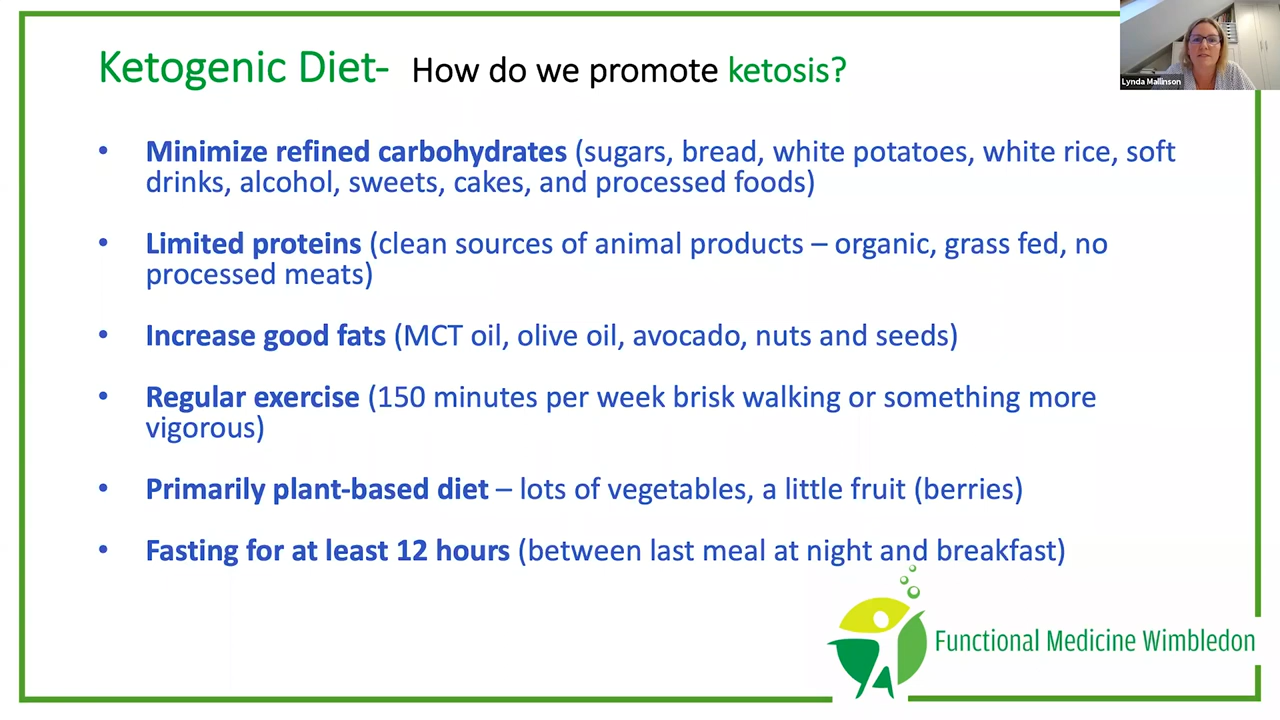 Ketogenic Diet- How do we promote ketosis?
Lynda Mallinson
• Minimize refined carbohydrates (sugars, bread, white potatoes, white rice, soft
drinks, alcohol, sweets, cakes, and processed foods)
• Limited proteins (clean sources of animal products – organic, grass fed, no
processed meats)
• Increase good fats (MCT oil, olive oil, avocado, nuts and seeds)
• Regular exercise (150 minutes per week brisk walking or something more
vigorous)
• Primarily plant-based diet – lots of vegetables, a little fruit (berries)
• Fasting for at least 12 hours (between last meal at night and breakfast)
Functional Medicine Wimbledon